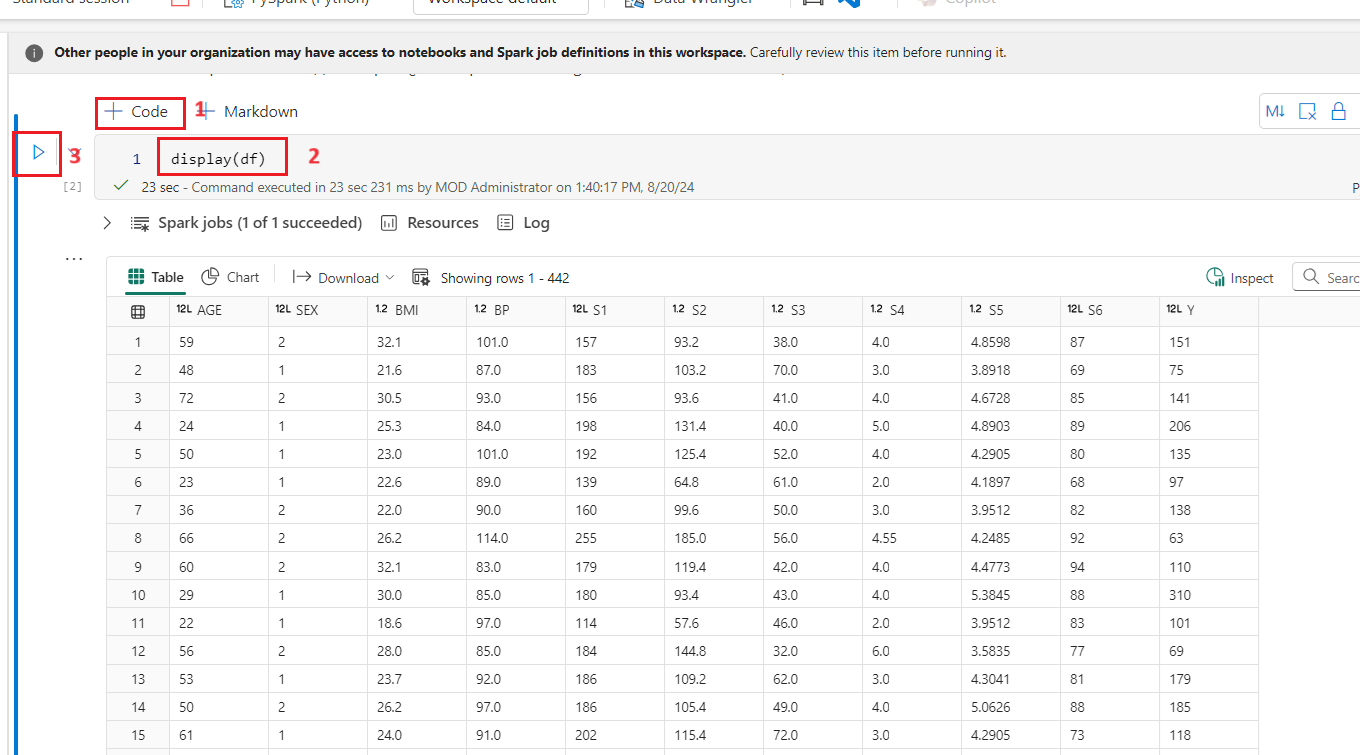 Standard session PySpark (Python) Workspace default Data Wrangler Copilot
Other people in your organization may have access to notebooks and Spark job definitions in this workspace. Carefully review this item before running it.
+ Code 1 + Markdown M↓
3 1 display(df) 2
[2] 23 sec - Command executed in 23 sec 231 ms by MOD Administrator on 1:40:17 PM, 8/20/24 P
Spark jobs (1 of 1 succeeded) Resources Log
...
Table Chart Download Showing rows 1 - 442 Inspect Searc
12L AGE 12L SEX 1.2 BMI 1.2 BP 12L S1 1.2 S2 1.2 S3 1.2 S4 1.2 S5 12L S6 12L Y
1 59 2 32.1 101.0 157 93.2 38.0 4.0 4.8598 87 151
2 48 1 21.6 87.0 183 103.2 70.0 3.0 3.8918 69 75
3 72 2 30.5 93.0 156 93.6 41.0 4.0 4.6728 85 141
4 24 1 25.3 84.0 198 131.4 40.0 5.0 4.8903 89 206
5 50 1 23.0 101.0 192 125.4 52.0 4.0 4.2905 80 135
6 23 1 22.6 89.0 139 64.8 61.0 2.0 4.1897 68 97
7 36 2 22.0 90.0 160 99.6 50.0 3.0 3.9512 82 138
8 66 2 26.2 114.0 255 185.0 56.0 4.55 4.2485 92 63
9 60 2 32.1 83.0 179 119.4 42.0 4.0 4.4773 94 110
10 29 1 30.0 85.0 180 93.4 43.0 4.0 5.3845 88 310
11 22 1 18.6 97.0 114 57.6 46.0 2.0 3.9512 83 101
12 56 2 28.0 85.0 184 144.8 32.0 6.0 3.5835 77 69
13 53 1 23.7 92.0 186 109.2 62.0 3.0 4.3041 81 179
14 50 2 26.2 97.0 186 105.4 49.0 4.0 5.0626 88 185
15 61 1 24.0 91.0 202 115.4 72.0 3.0 4.2905 73 118